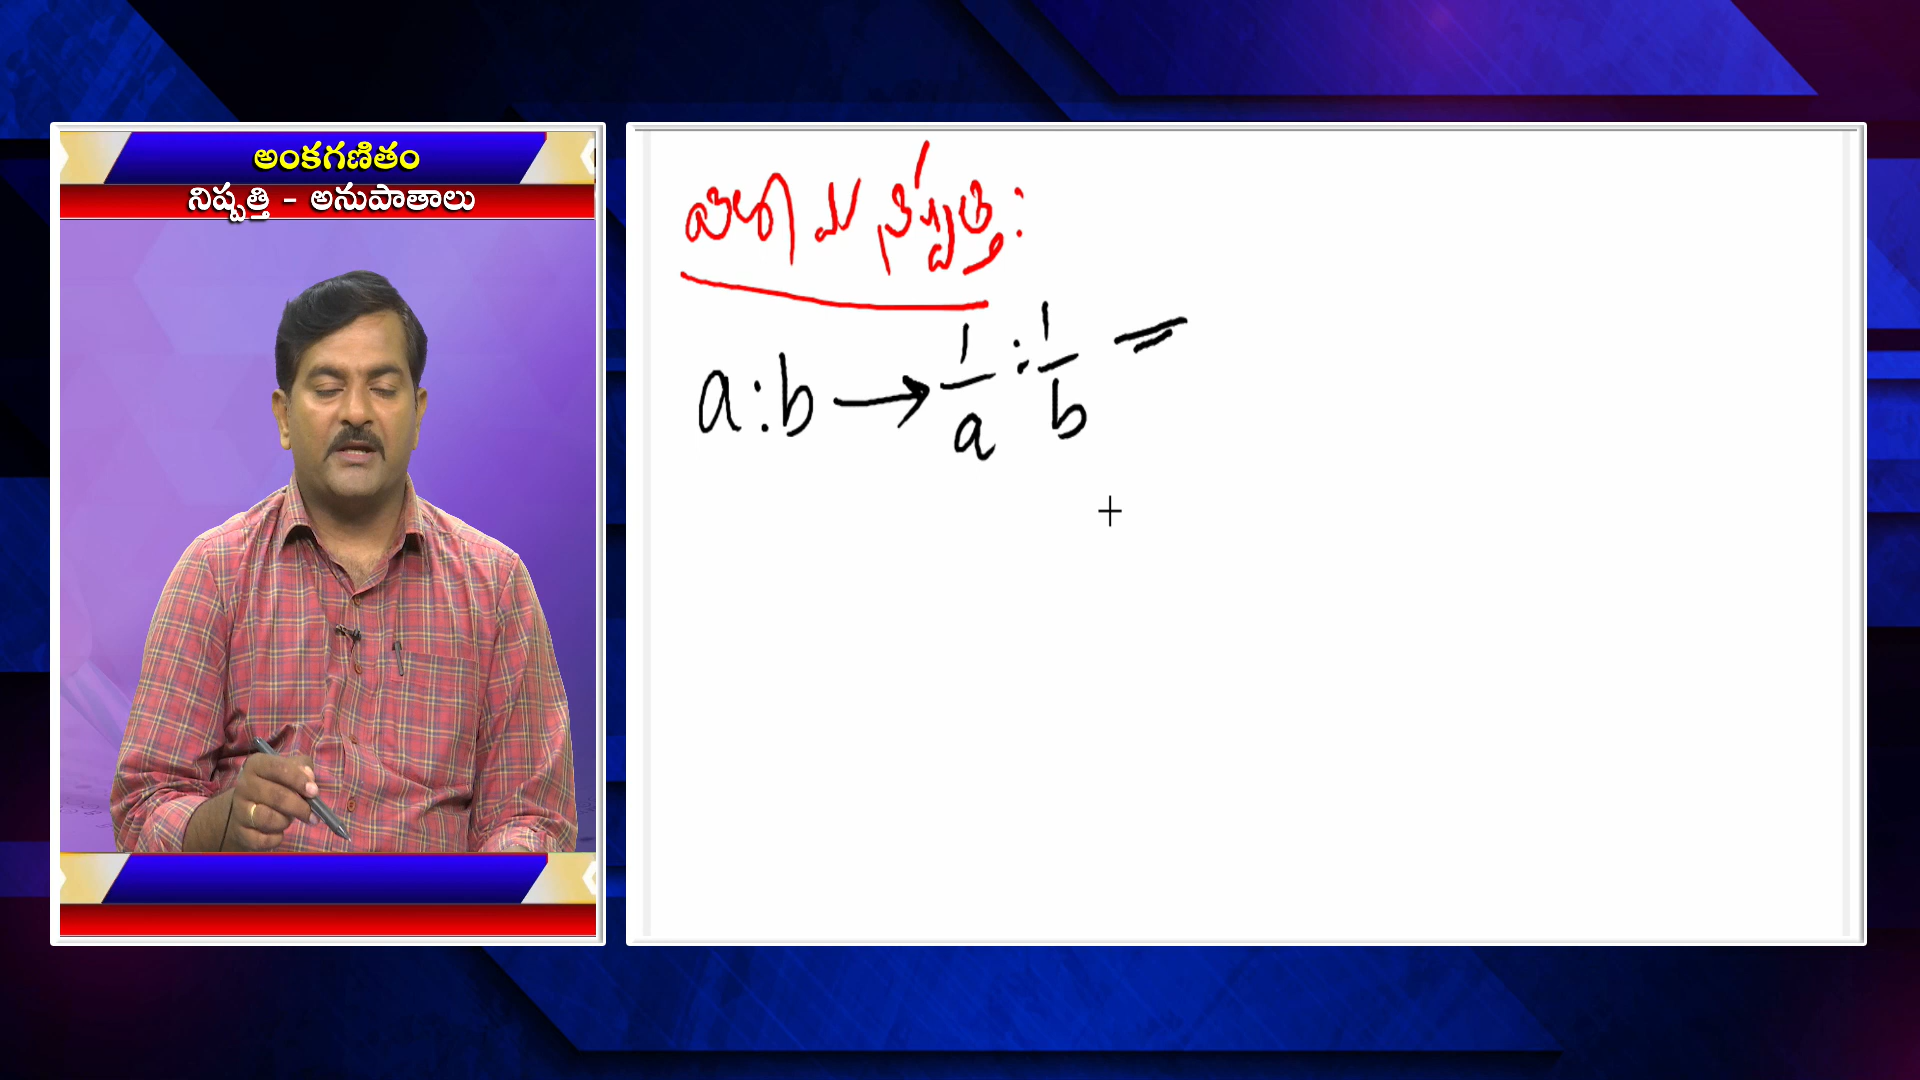 అంకగణితం
నిష్పత్తి - అనుపాతాలు
విలోమ నిష్పత్తి:
a:b → 1/a : 1/b =